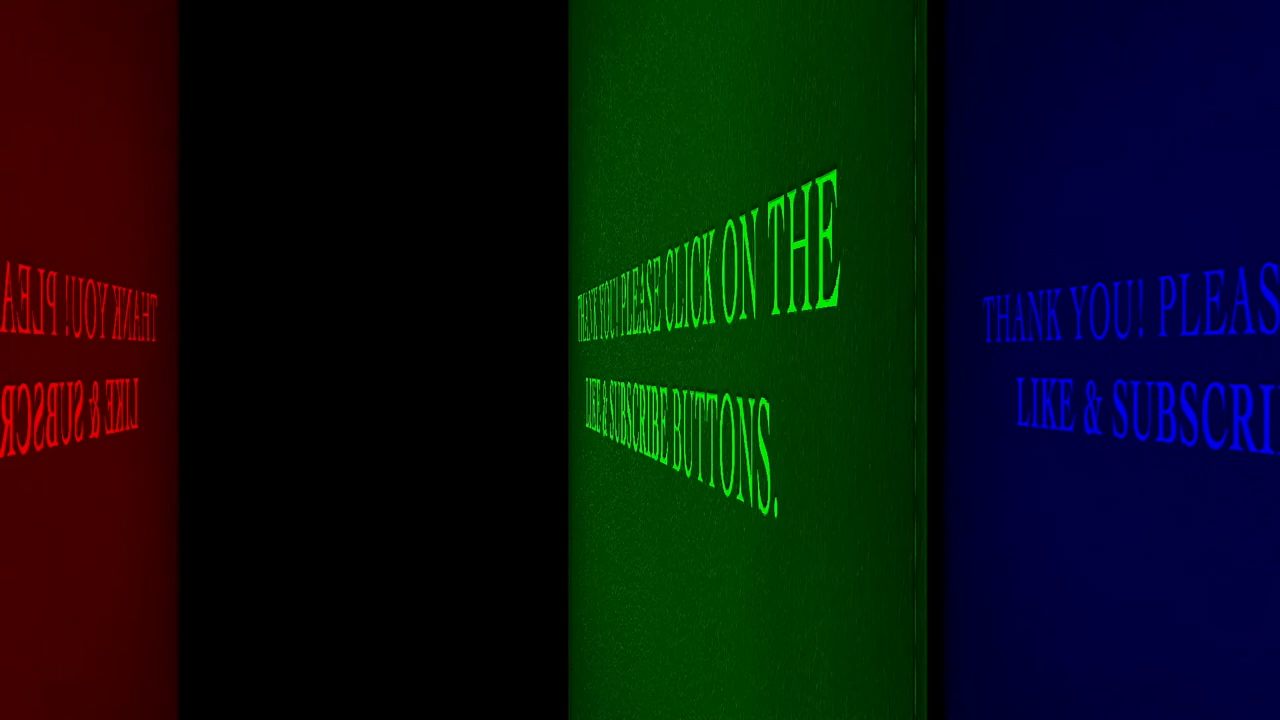 THANK YOU! PLEA
LIKE & SUBSCR
THANK YOU! PLEASE CLICK ON THE
LIKE & SUBSCRIBE BUTTONS.
THANK YOU! PLEAS
LIKE & SUBSCRI